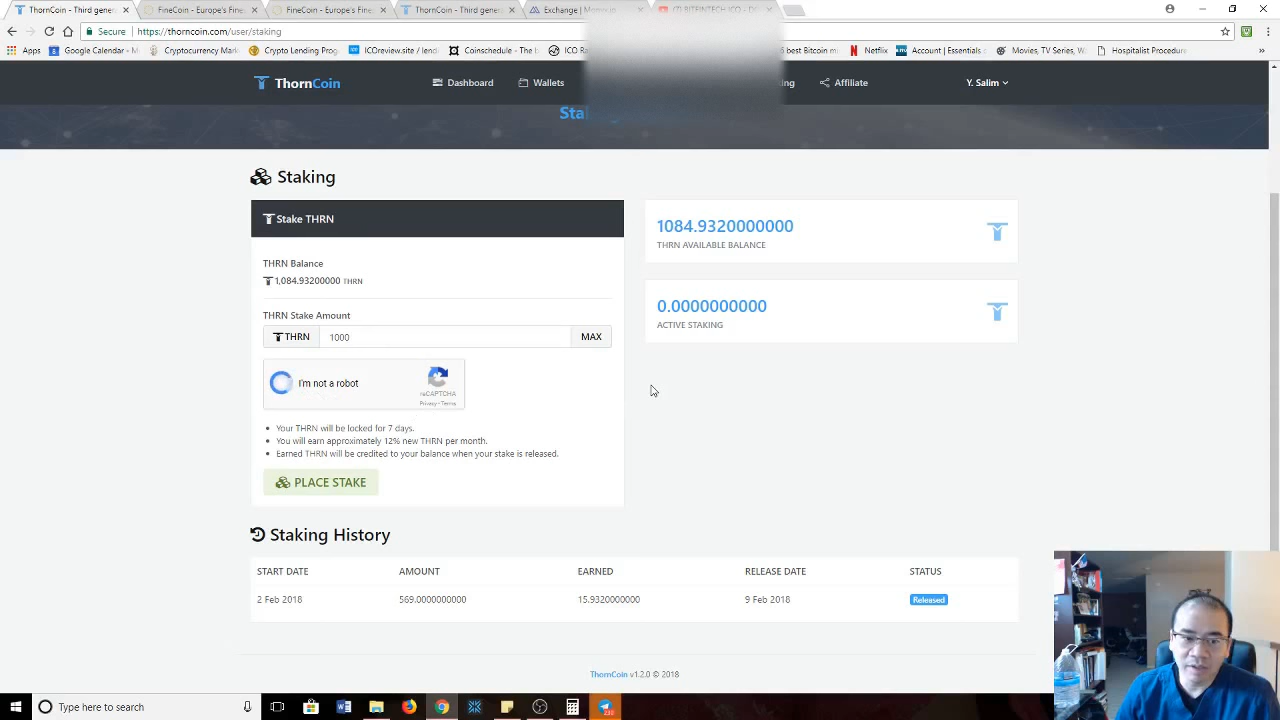 ThornCoin - Third gener
FineCoin - Europe's Fine
FineCoin - Europe's Fine
ThornCoin - Third gener
Exchange | Momoup
Secure
https://thorncoin.com/user/staking
Apps
Google Calendar - M
Cryptocurrency Mark
Crypto Lending Prog
ICOreview.site / lend
Coinschedule - The b
ICO Ra
best Bitcoin m
Netflix
Account | Essentials
Movies, TV Series, W
Hospitalist Procedure
ThornCoin
Dashboard
Wallets
Affiliate
Y. Salim
Staking
Stake THRN
THRN Balance
1,084.93200000 THRN
THRN Stake Amount
THRN
1000
MAX
I'm not a robot
reCAPTCHA
Privacy - Terms
Your THRN will be locked for 7 days.
You will earn approximately 12% new THRN per month.
Earned THRN will be credited to your balance when your stake is released.
PLACE STAKE
1084.9320000000
THRN AVAILABLE BALANCE
0.0000000000
ACTIVE STAKING
Staking History
START DATE AMOUNT EARNED RELEASE DATE STATUS
2 Feb 2018 569.0000000000 15.9320000000 9 Feb 2018 Released
ThornCoin v1.2.0 © 2018
Type here to search